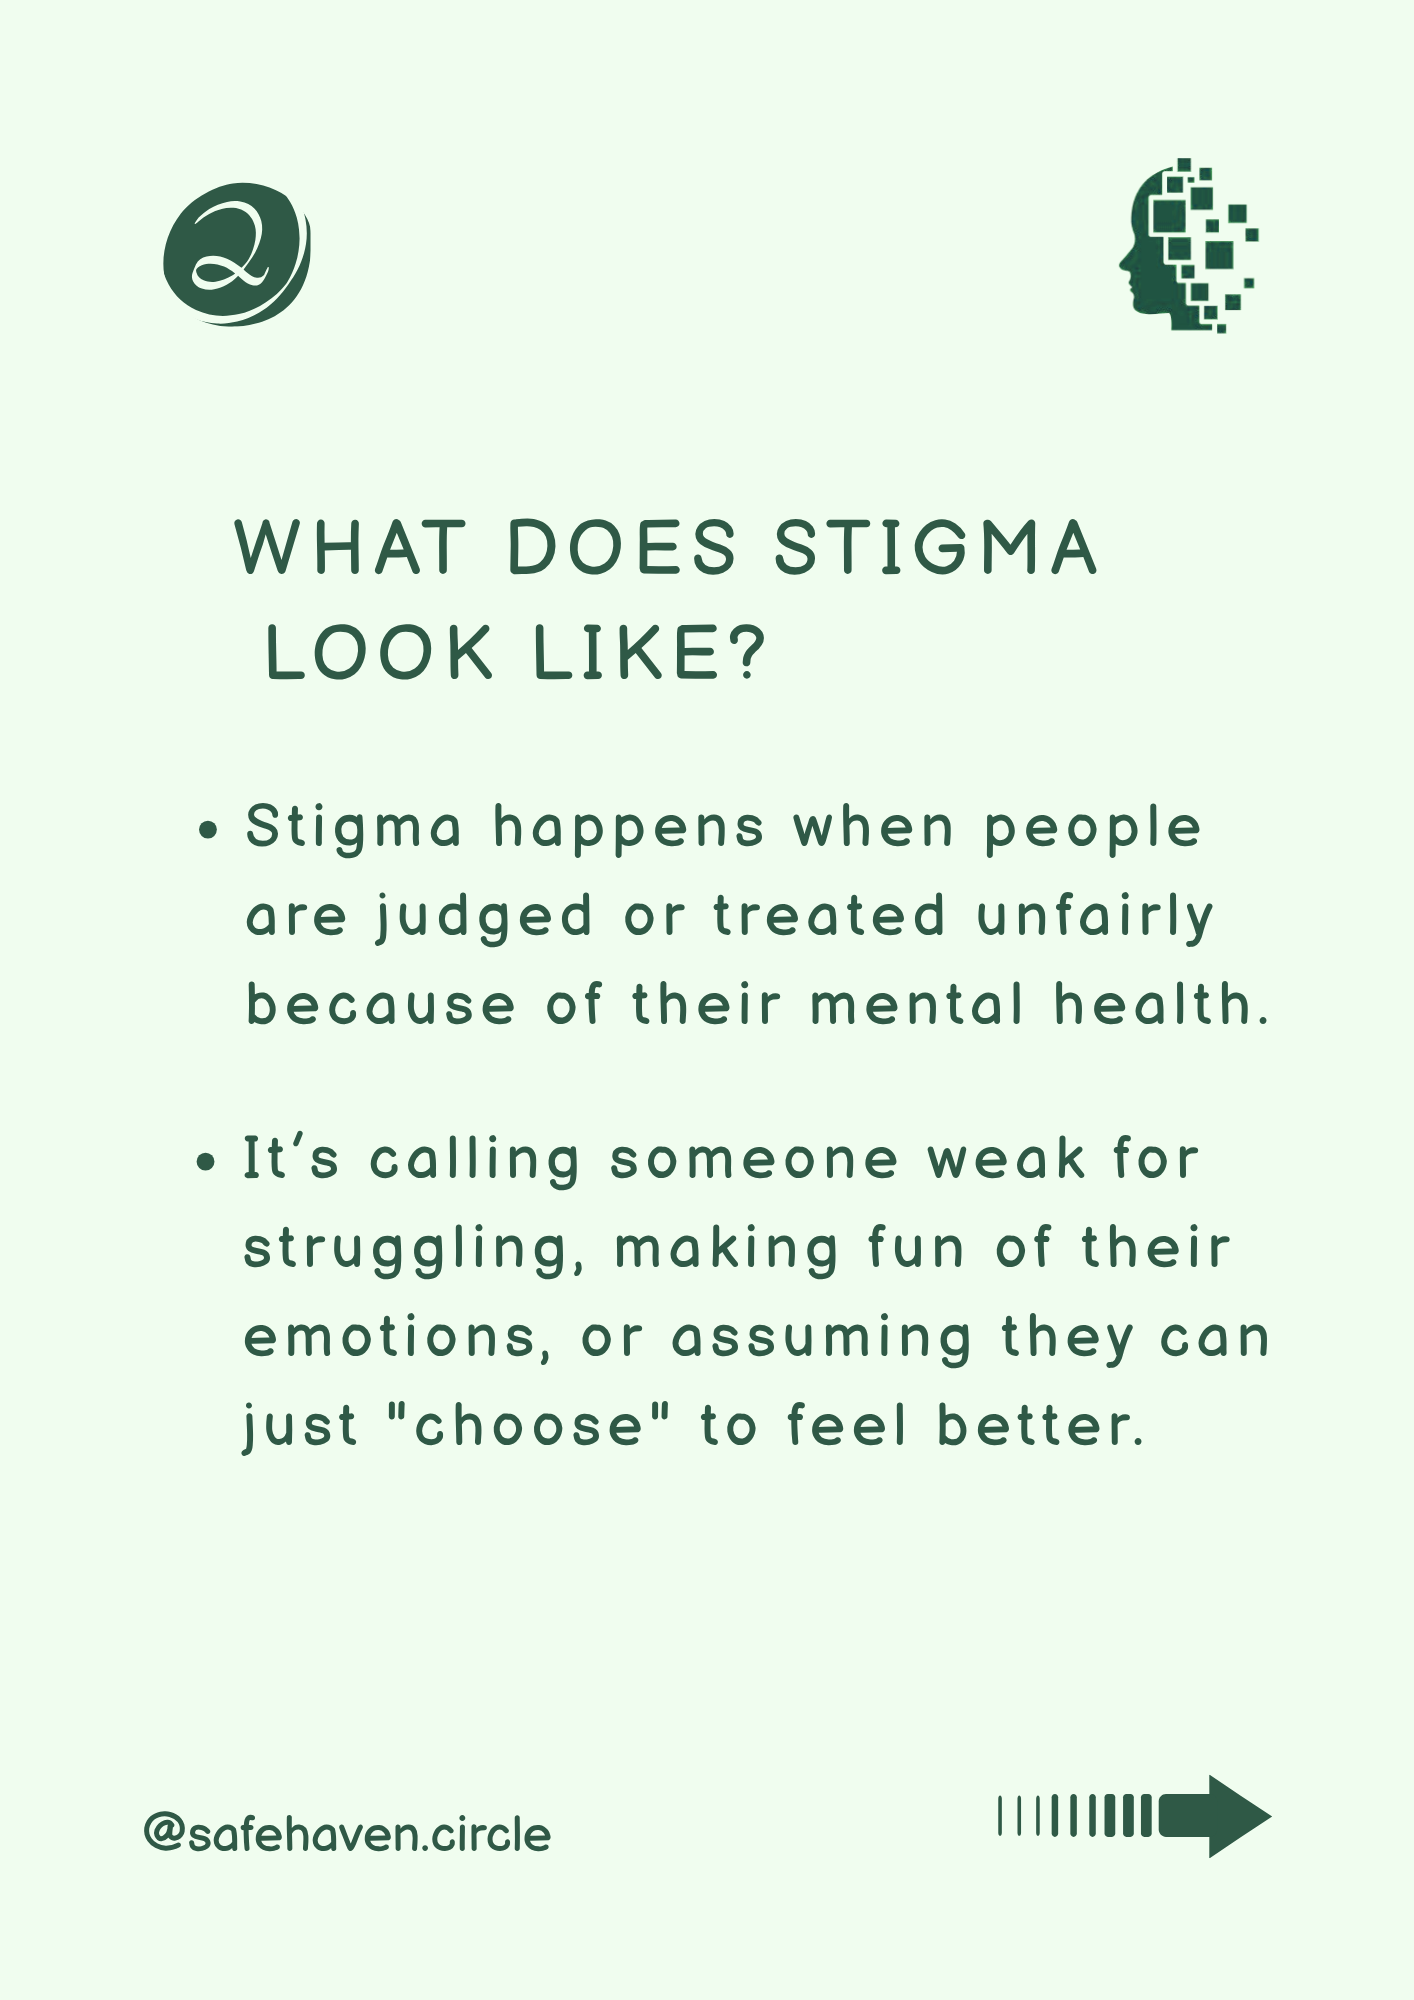 2
WHAT DOES STIGMA
LOOK LIKE?
• Stigma happens when people
are judged or treated unfairly
because of their mental health.
• It's calling someone weak for
struggling, making fun of their
emotions, or assuming they can
just "choose" to feel better.
@safehaven.circle